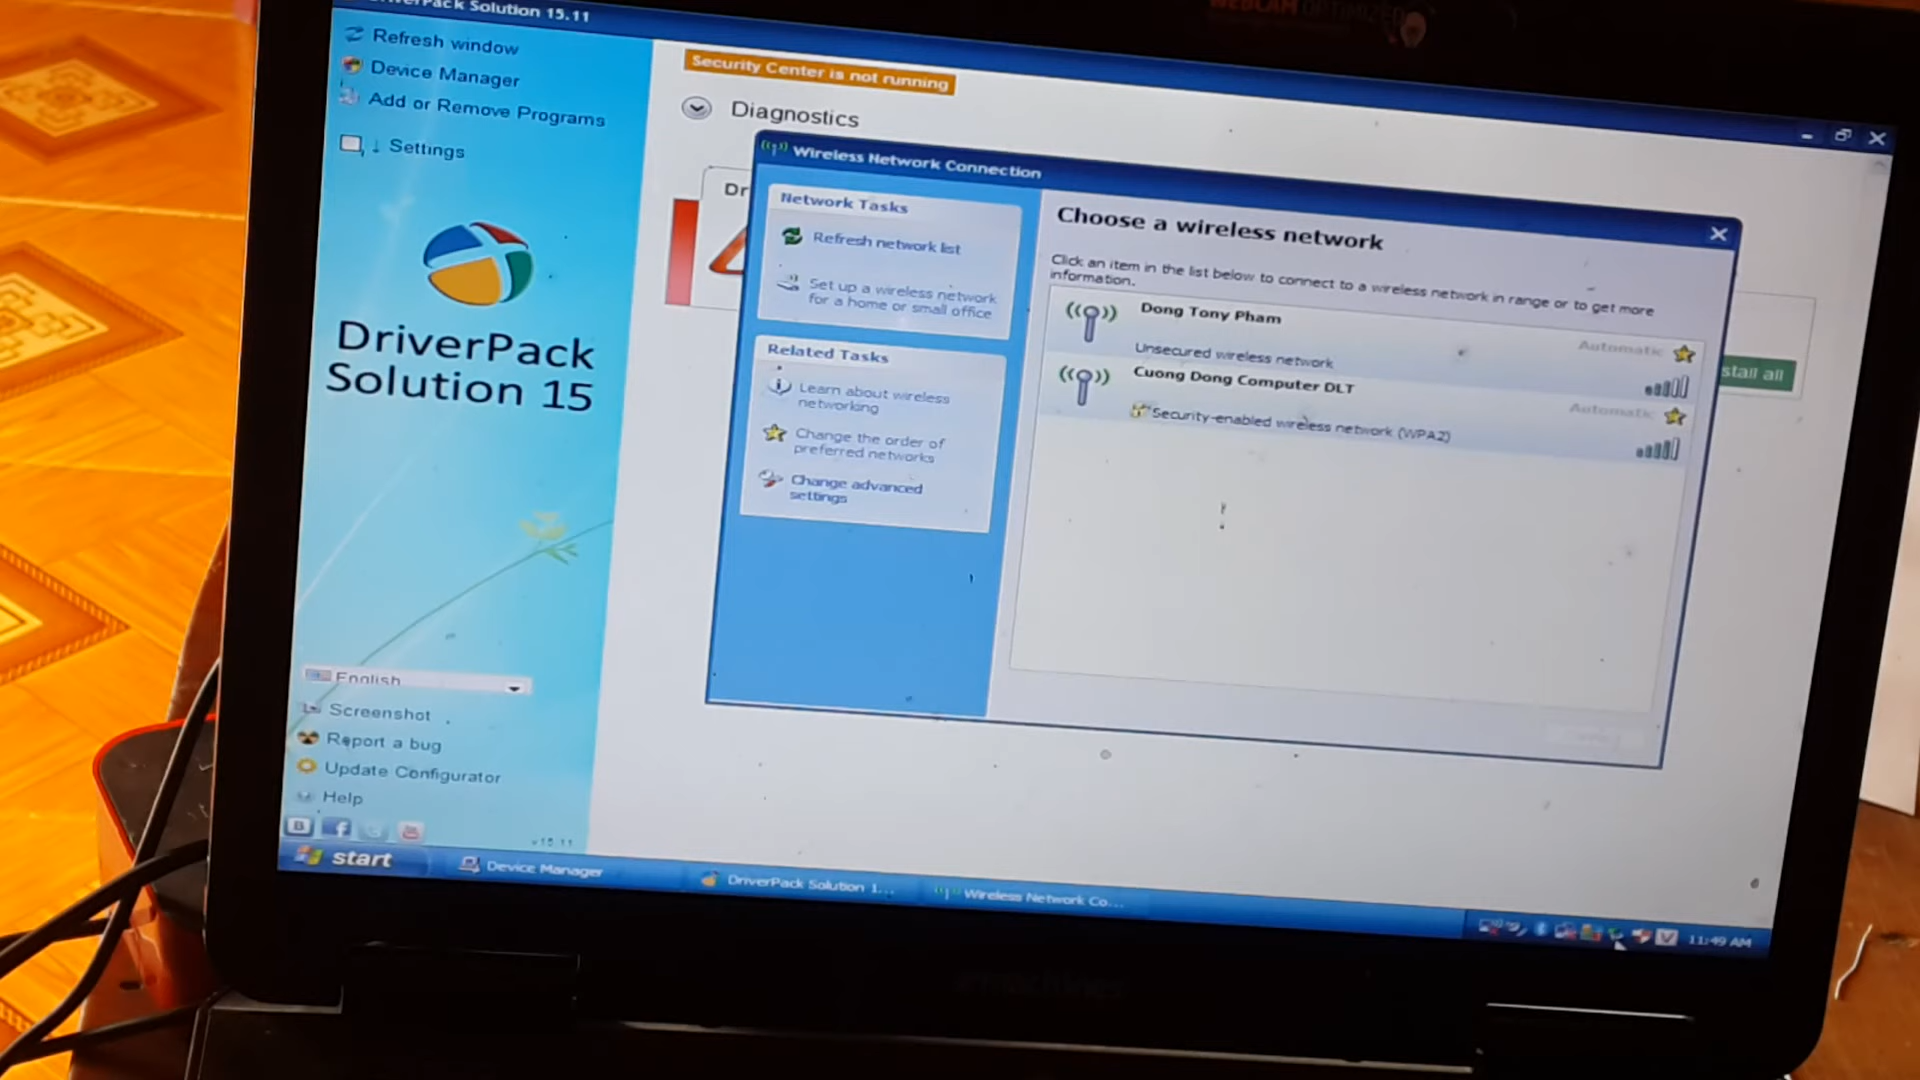 WEBCAM OPTIMIZED
DriverPack Solution 15.11
Refresh window
Device Manager
Add or Remove Programs
↓ Settings
DriverPack
Solution 15
English
Screenshot
Report a bug
Update Configurator
Help
v15.11
Security Center is not running
Diagnostics
Dr
stall all
Wireless Network Connection
Network Tasks
Refresh network list
Set up a wireless network
for a home or small office
Related Tasks
Learn about wireless
networking
Change the order of
preferred networks
Change advanced
settings
Choose a wireless network
Click an item in the list below to connect to a wireless network in range or to get more
information.
Dong Tony Pham
Automatic
Unsecured wireless network
Cuong Dong Computer DLT
Automatic
Security-enabled wireless network (WPA2)
start
Device Manager
DriverPack Solution 1...
Wireless Network Co...
V
11:49 AM